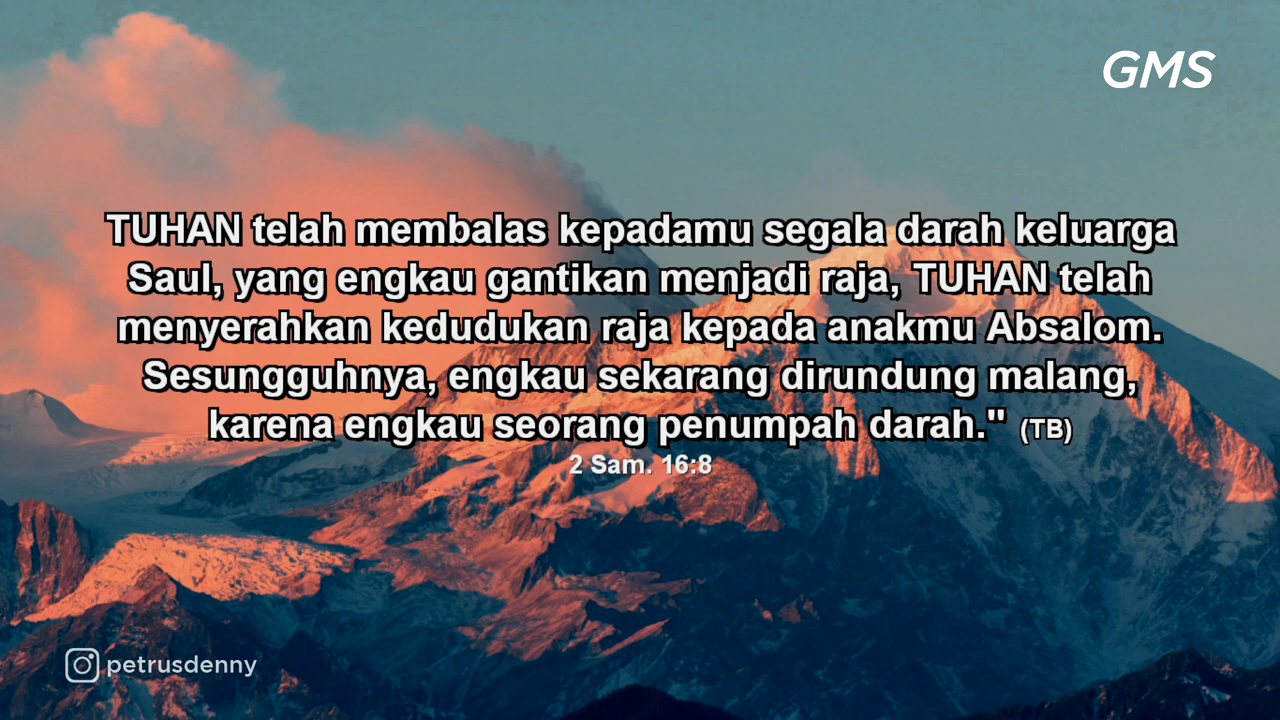 GMS
TUHAN telah membalas kepadamu segala darah keluarga
Saul, yang engkau gantikan menjadi raja, TUHAN telah
menyerahkan kedudukan raja kepada anakmu Absalom.
Sesungguhnya, engkau sekarang dirundung malang,
karena engkau seorang penumpah darah." (TB)
2 Sam. 16:8
petrusdenny